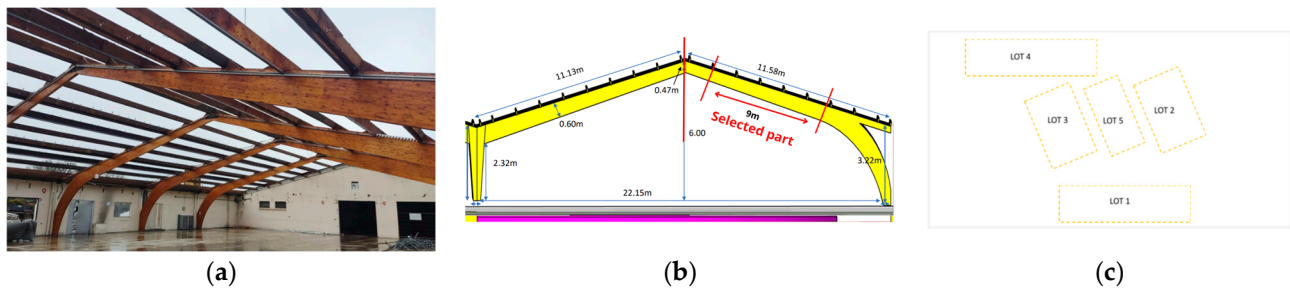 11.13m
11.58m
0.47m
0.60m
9m
Selected part
6.00
2.32m
3.22m
22.15m
LOT 4
LOT 3
LOT 5
LOT 2
LOT 1
(a)
(b)
(c)